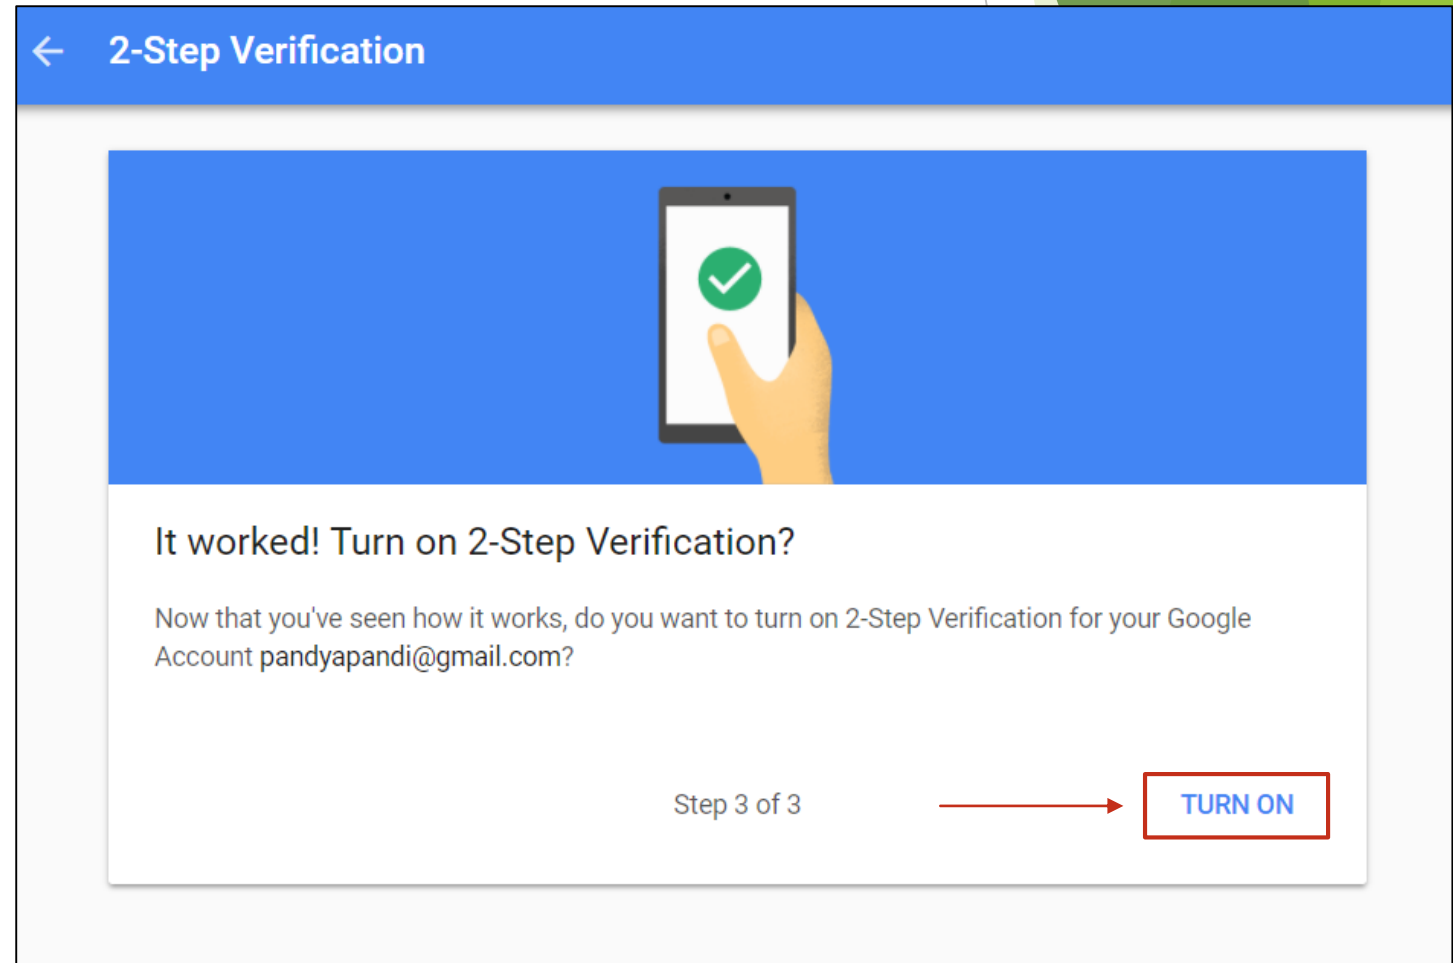 2-Step Verification
It worked! Turn on 2-Step Verification?
Now that you've seen how it works, do you want to turn on 2-Step Verification for your Google
Account pandyapandi@gmail.com?
Step 3 of 3
TURN ON